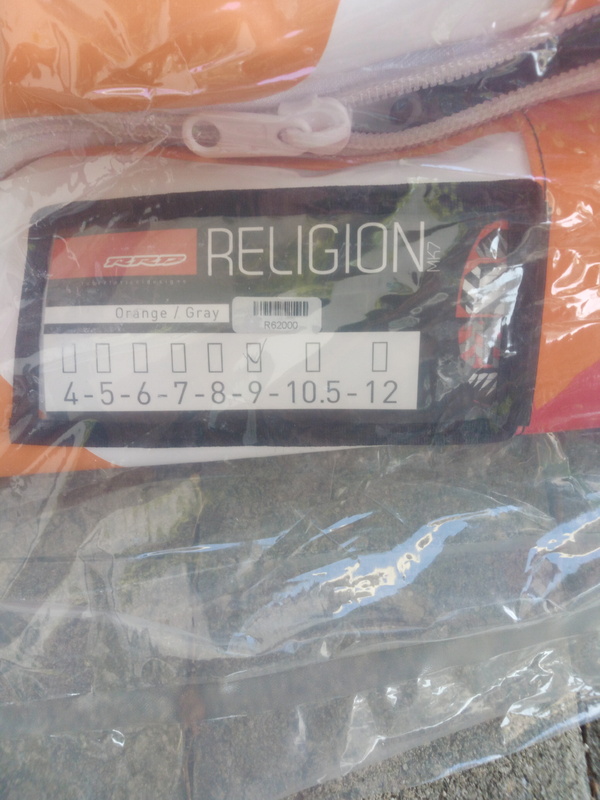 RRD RELIGION MK7
Orange / Gray
R62000
4-5-6-7-8-9-10.5-12